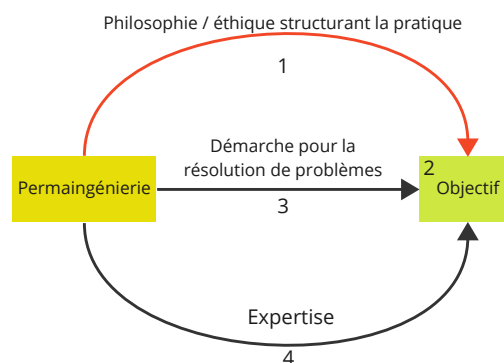 Philosophie / éthique structurant la pratique
1
Démarche pour la
résolution de problèmes
Permaingénierie
2
Objectif
3
Expertise
4